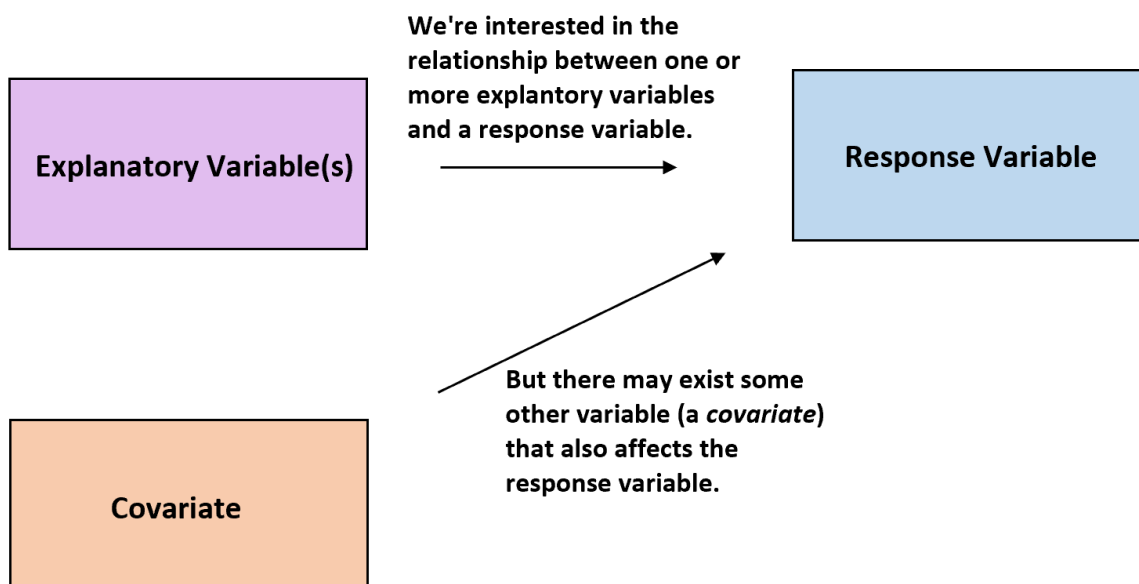 We're interested in the
relationship between one or
more explantory variables
and a response variable.
Explanatory Variable(s)
Response Variable
But there may exist some
other variable (a covariate)
that also affects the
response variable.
Covariate